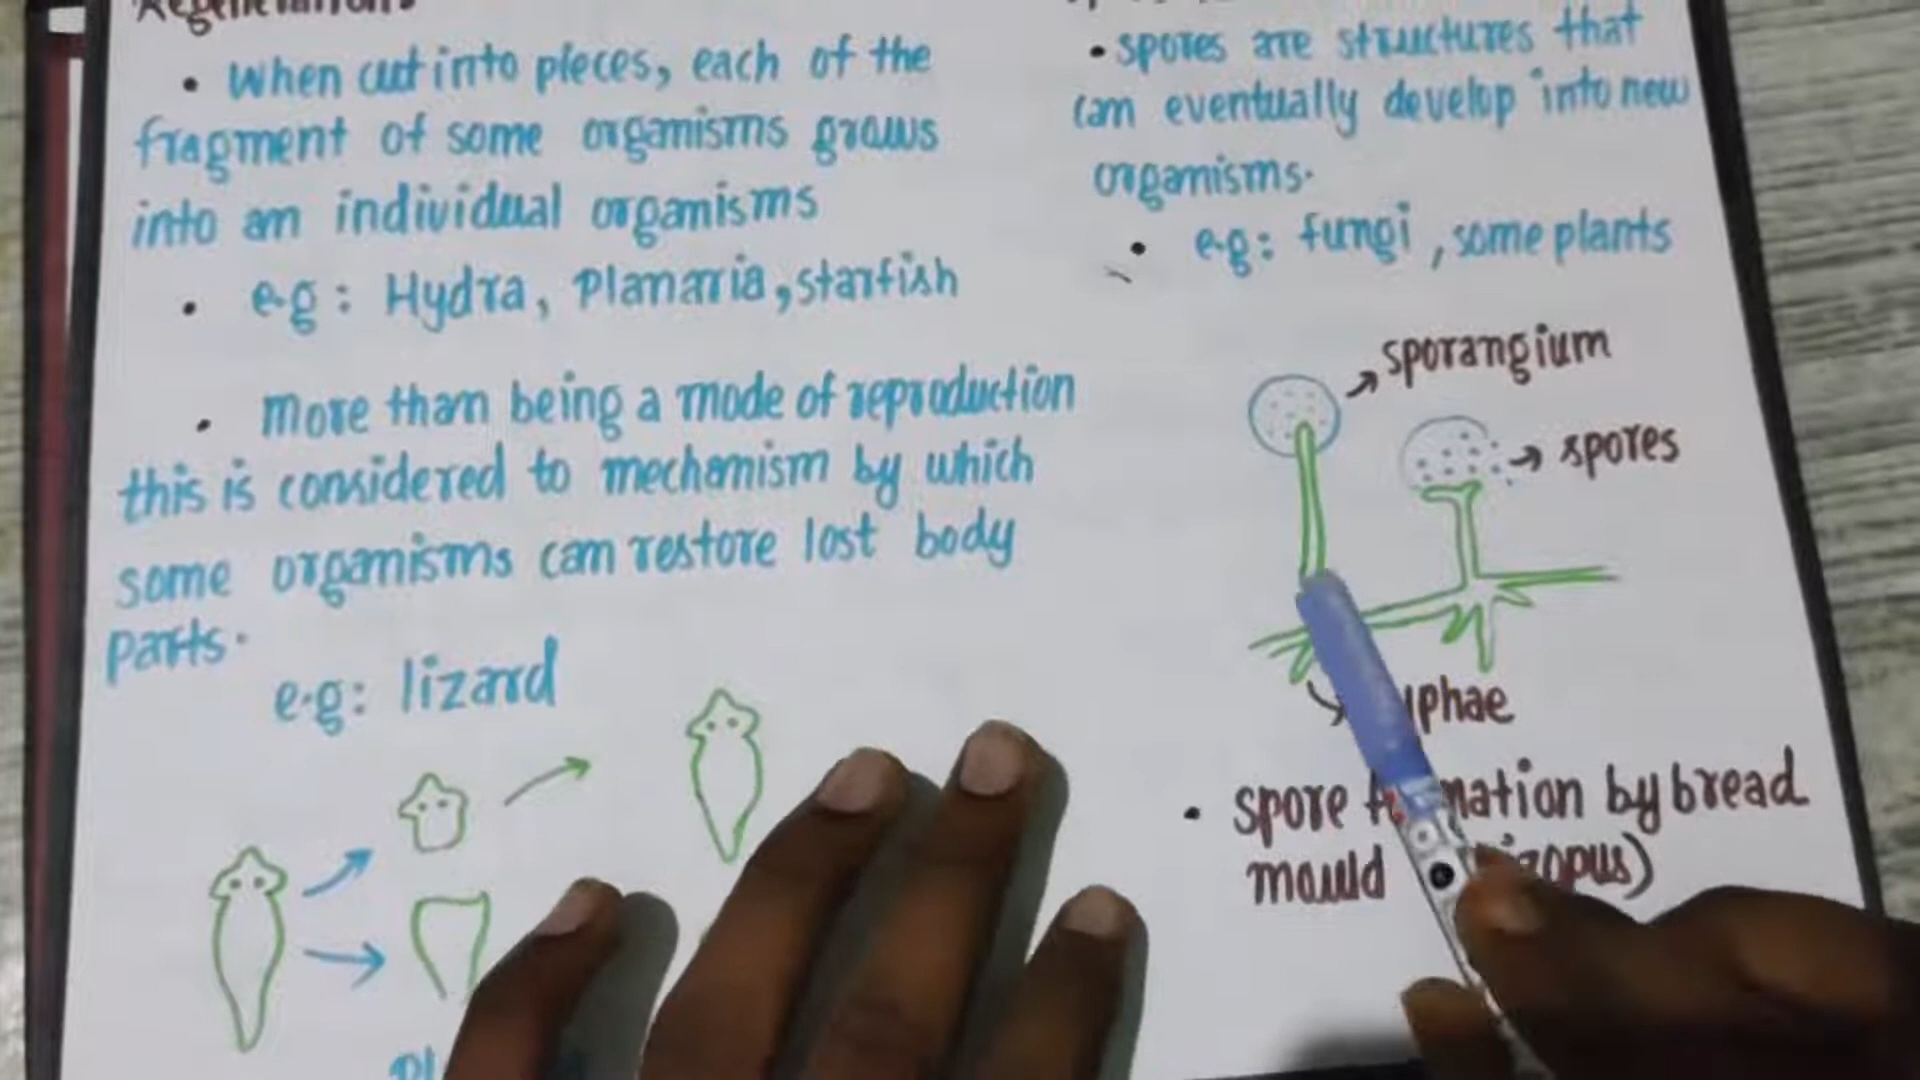 Regeneration:
• When cut into pieces, each of the
fragment of some organisms grows
into an individual organisms
• e.g: Hydra, Planaria, starfish
• More than being a mode of reproduction
this is considered to mechanism by which
some organisms can restore lost body
parts.
e.g: lizard
• spores are structures that
can eventually develop into new
organisms.
• e.g: fungi, some plants
sporangium
spores
• spore by bread
mould